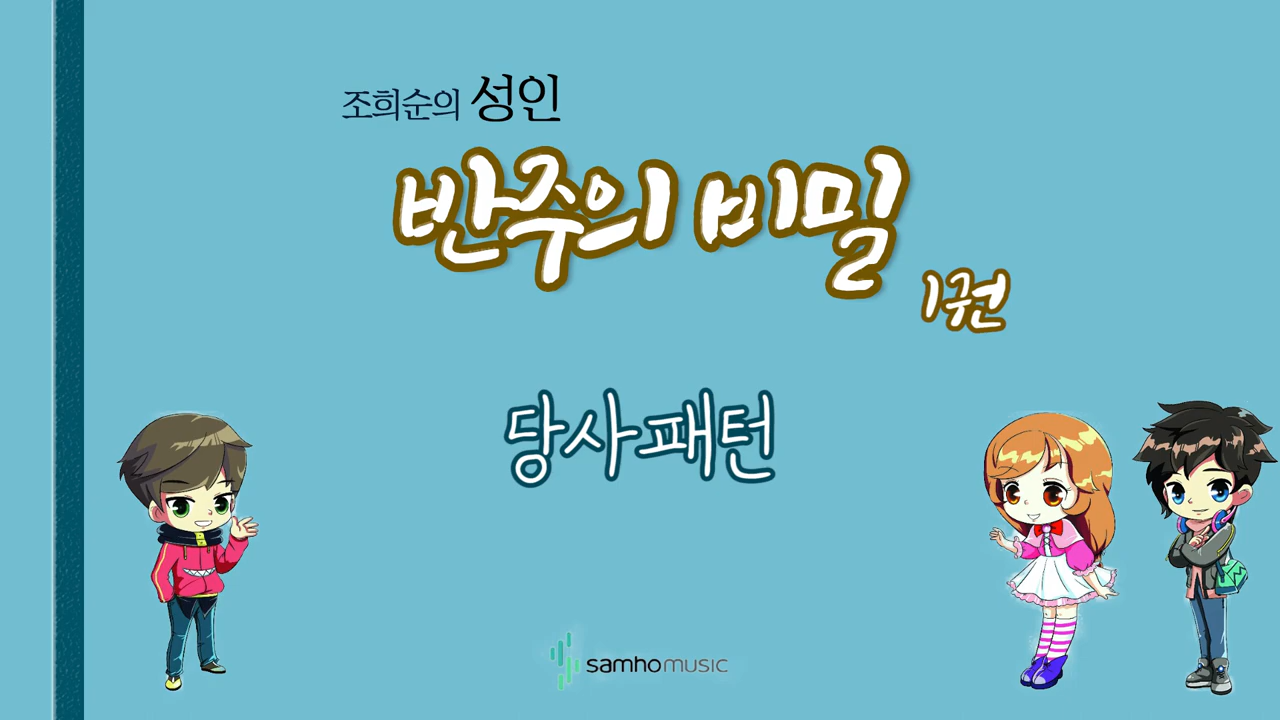 조희순의 성인
반주의 비밀
1권
당사패턴
samhomusic